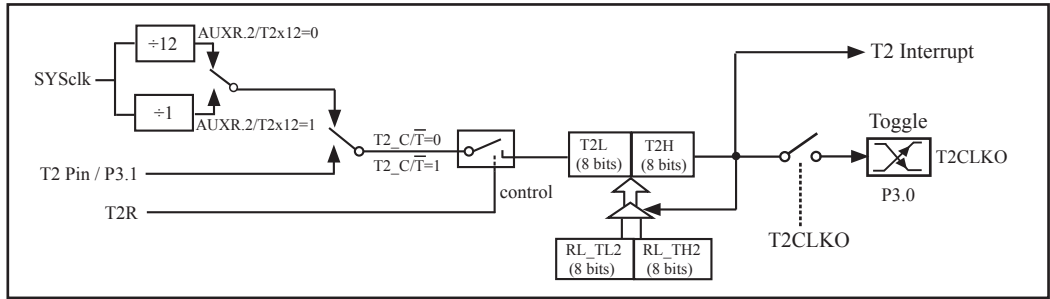 ÷12
AUXR.2/T2x12=0
SYSclk
÷1
AUXR.2/T2x12=1
T2 Interrupt
Toggle
T2_C/T̅=0
T2_C/T̅=1
T2L
(8 bits)
T2H
(8 bits)
T2CLKO
T2 Pin / P3.1
control
P3.0
T2R
T2CLKO
RL_TL2
(8 bits)
RL_TH2
(8 bits)